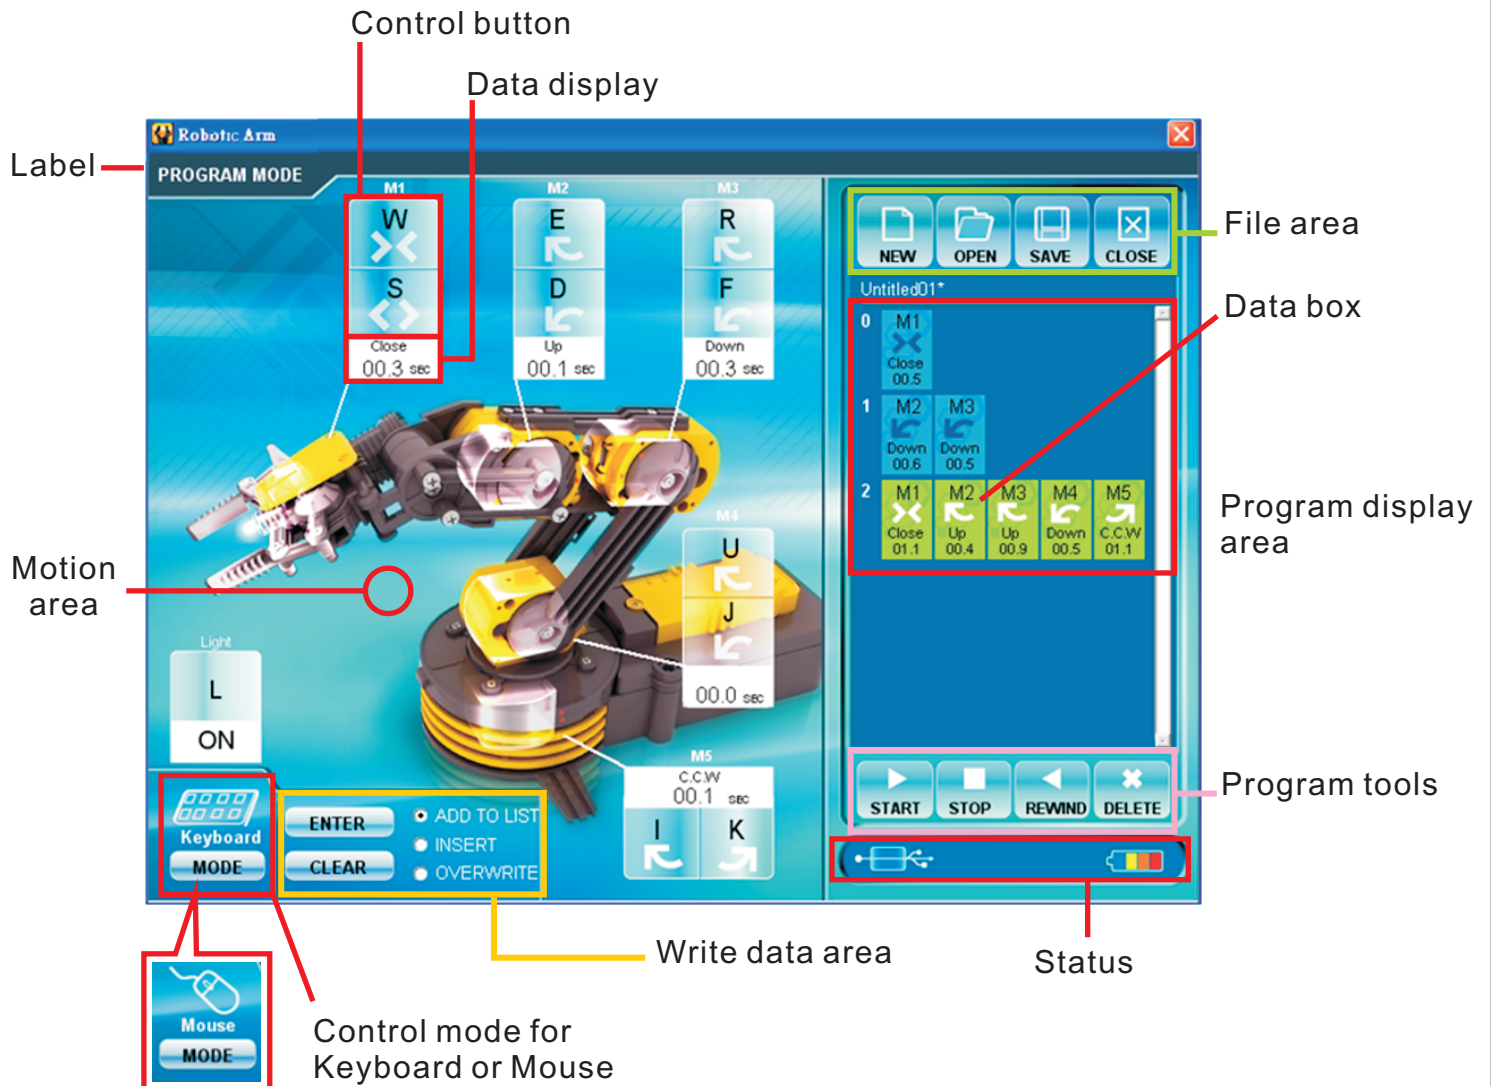 Control button
Data display
Robotic Arm
Label
PROGRAM MODE
M1
M2
M3
W
E
R
S
D
F
Close
00.3 SEC
Up
00.1 SEC
Down
00.3 SEC
NEW
OPEN
SAVE
CLOSE
File area
Untitled01*
Data box
0
M1
Close
00.5
1
M2
Down
00.6
M3
Down
00.5
2
M1
Close
01.1
M2
Up
00.4
M3
Up
00.9
M4
Down
00.5
M5
C.C.W
01.1
Program display
area
Motion
area
M4
U
J
00.0 SEC
Light
L
ON
M5
C.C.W
00.1 SEC
I
K
START
STOP
REWIND
DELETE
Program tools
Keyboard
MODE
ENTER
CLEAR
ADD TO LIST
INSERT
OVERWRITE
Write data area
Status
Mouse
MODE
Control mode for
Keyboard or Mouse